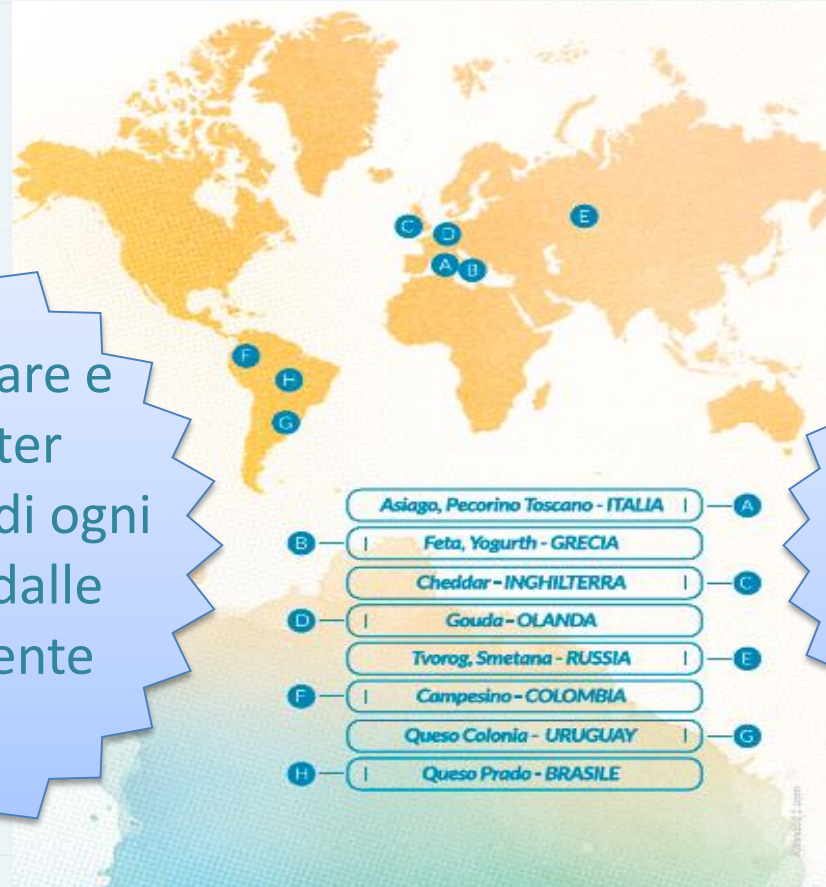 C
D
E
A
B
F
H
G
are e
ter
di ogni
dalle
ente
Asiago, Pecorino Toscano - ITALIA A
B Feta, Yogurth - GRECIA
Cheddar - INGHILTERRA C
D Gouda - OLANDA
Tvorog, Smetana - RUSSIA E
F Campesino - COLOMBIA
Queso Colonia - URUGUAY G
H Queso Prado - BRASILE